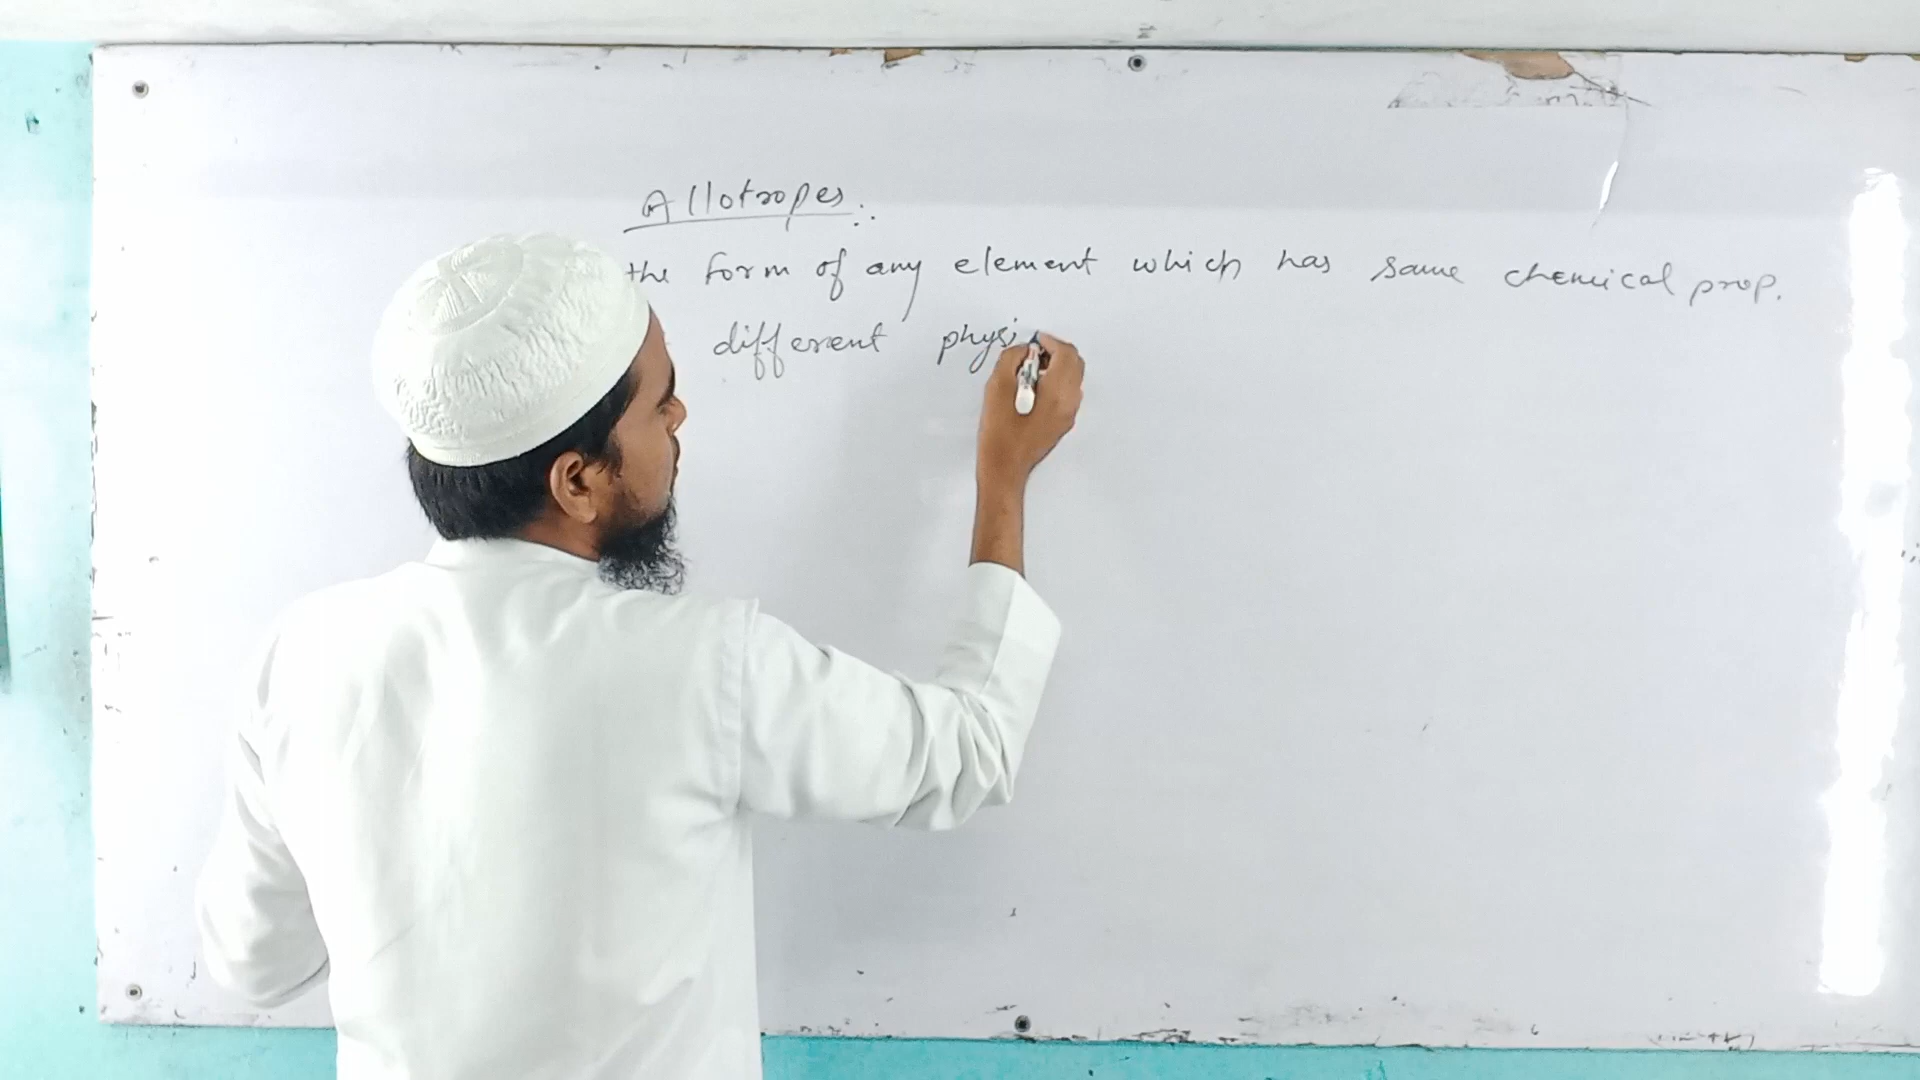 Allotropes:
the form of any element which has same chemical prop.
different physi